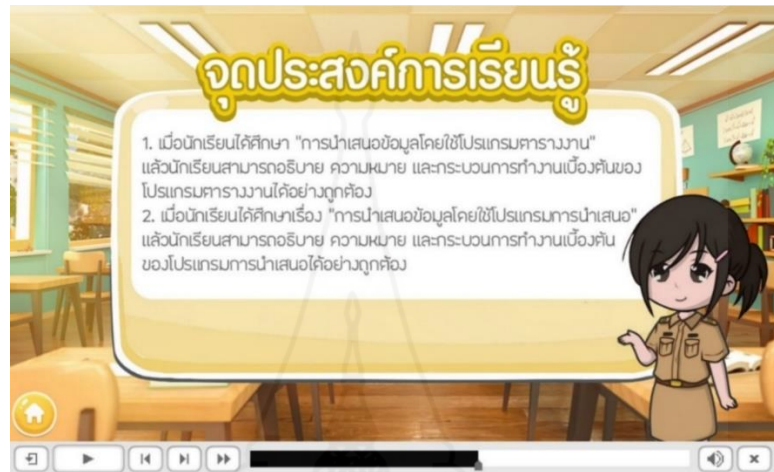 จุดประสงค์การเรียนรู้
1. เมื่อนักเรียนได้ศึกษา "การนำเสนอข้อมูลโดยใช้โปรแกรมตารางงาน"
แล้วนักเรียนสามารถอธิบาย ความหมาย และกระบวนการทำงานเบื้องต้นของ
โปรแกรมตารางงานได้อย่างถูกต้อง
2. เมื่อนักเรียนได้ศึกษาเรื่อง "การนำเสนอข้อมูลโดยใช้โปรแกรมการนำเสนอ"
แล้วนักเรียนสามารถอธิบาย ความหมาย และกระบวนการทำงานเบื้องต้น
ของโปรแกรมการนำเสนอได้อย่างถูกต้อง